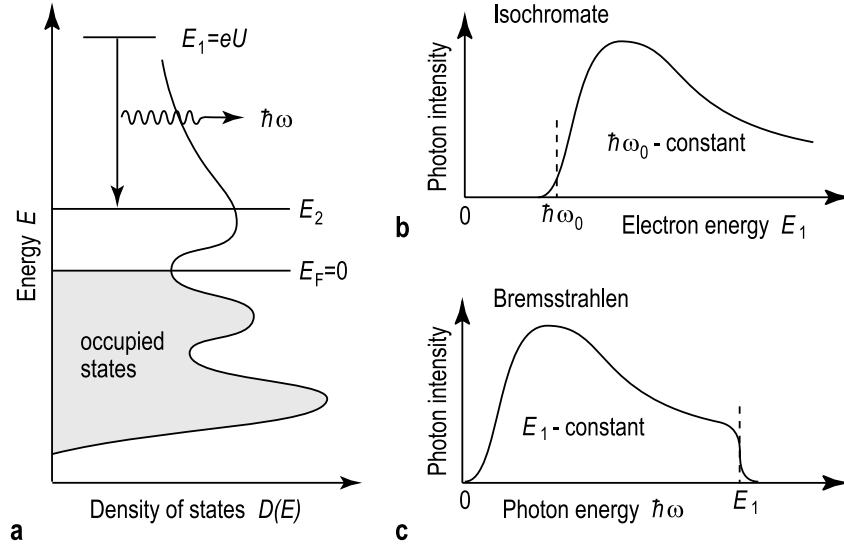 E₁=eU
ħω
E₂
E_F=0
occupied
states
Energy E
Density of states D(E)
a
Isochromate
Photon intensity
ħω₀ - constant
0
ħω₀
Electron energy E₁
b
Bremsstrahlen
Photon intensity
E₁ - constant
0
E₁
Photon energy ħω
c